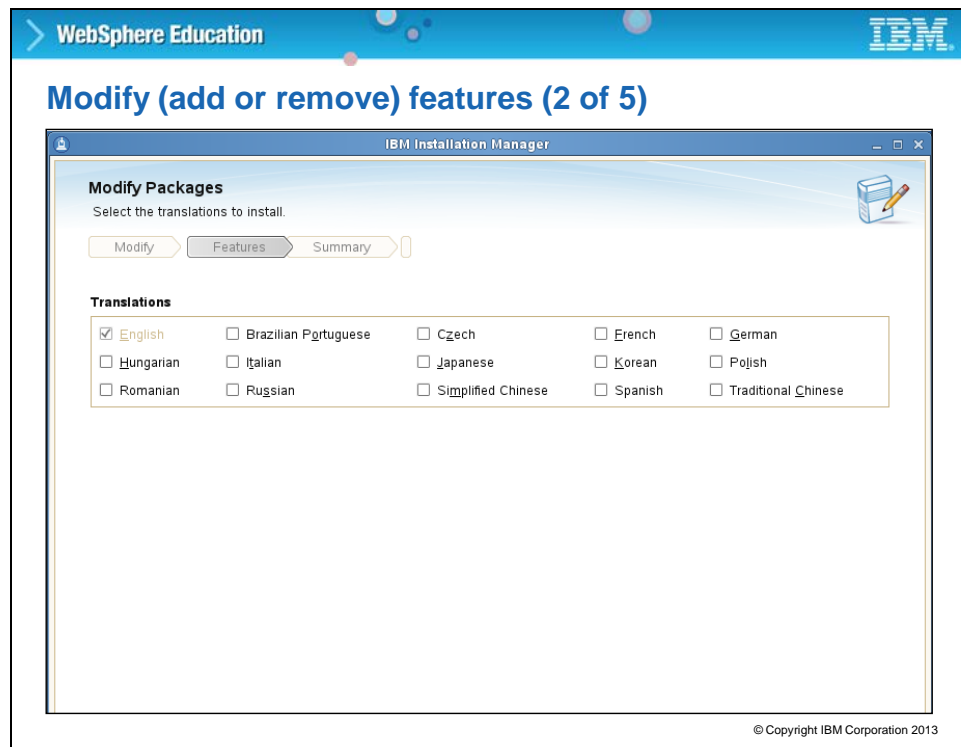 WebSphere Education
IBM.
Modify (add or remove) features (2 of 5)
IBM Installation Manager
Modify Packages
Select the translations to install.
Modify Features Summary
Translations
English Brazilian Portuguese Czech French German
Hungarian Italian Japanese Korean Polish
Romanian Russian Simplified Chinese Spanish Traditional Chinese
© Copyright IBM Corporation 2013